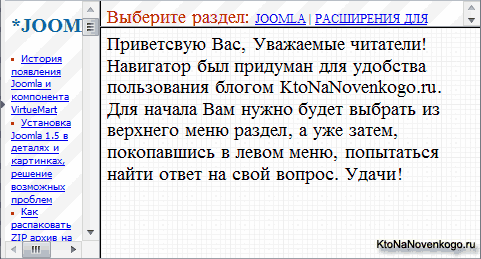 *JOOM
История
появления
Joomla и
компонента
VirtueMart
Установка
Joomla 1.5 в
деталях и
картинках,
решение
возможных
проблем
Как
распаковать
ZIP архив на
Выберите раздел: JOOMLA | РАСШИРЕНИЯ ДЛЯ
Приветсвую Вас, Уважаемые читатели!
Навигатор был придуман для удобства
пользования блогом KtoNaNovenkogo.ru.
Для начала Вам нужно будет выбрать из
верхнего меню раздел, а уже затем,
покопавшись в левом меню, попытаться
найти ответ на свой вопрос. Удачи!
KtoNaNovenkogo.ru